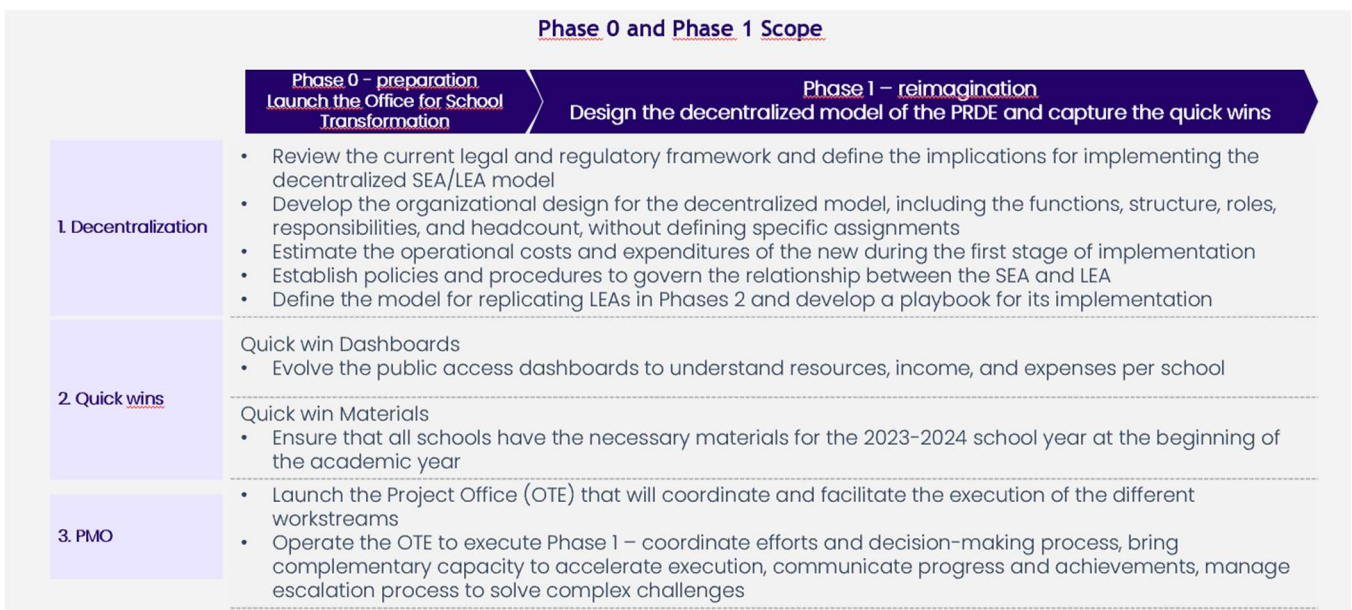 Phase 0 and Phase 1 Scope
Phase 0 - preparation
Launch the Office for School
Transformation
Phase 1 – reimagination
Design the decentralized model of the PRDE and capture the quick wins
1. Decentralization
• Review the current legal and regulatory framework and define the implications for implementing the
decentralized SEA/LEA model
• Develop the organizational design for the decentralized model, including the functions, structure, roles,
responsibilities, and headcount, without defining specific assignments
• Estimate the operational costs and expenditures of the new during the first stage of implementation
• Establish policies and procedures to govern the relationship between the SEA and LEA
• Define the model for replicating LEAs in Phases 2 and develop a playbook for its implementation
2. Quick wins
Quick win Dashboards
• Evolve the public access dashboards to understand resources, income, and expenses per school
Quick win Materials
• Ensure that all schools have the necessary materials for the 2023-2024 school year at the beginning of
the academic year
3. PMO
• Launch the Project Office (OTE) that will coordinate and facilitate the execution of the different
workstreams
• Operate the OTE to execute Phase 1 – coordinate efforts and decision-making process, bring
complementary capacity to accelerate execution, communicate progress and achievements, manage
escalation process to solve complex challenges